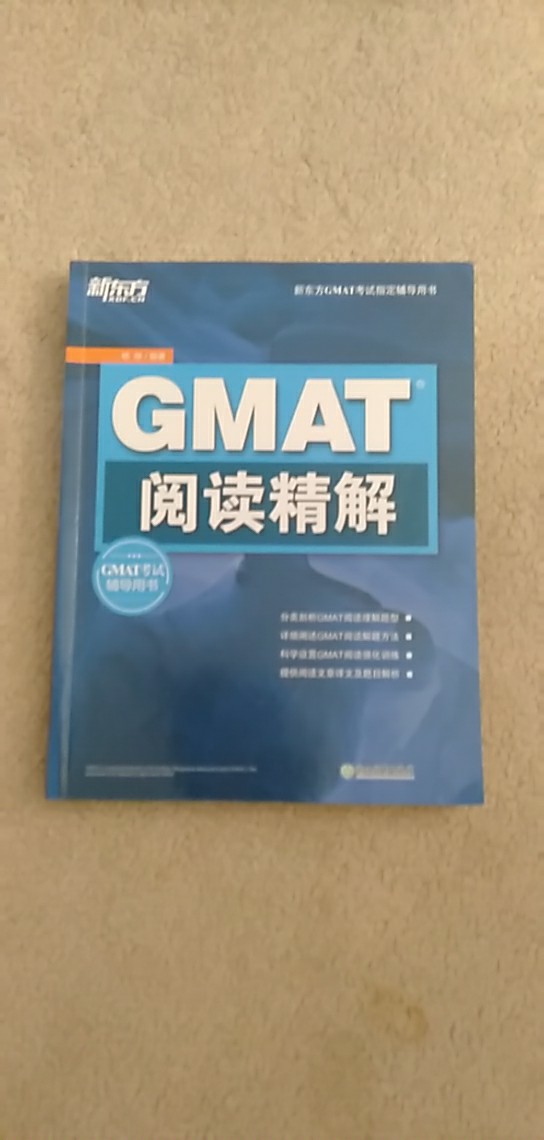 新东方
XDF.CN
新东方GMAT考试指定辅导用书
编著
GMAT®
阅读精解
GMAT考试
辅导用书
分类剖析GMAT阅读理解题型
详细阐述GMAT阅读解题方法
科学设置GMAT阅读强化训练
提供阅读文章译文及题目解析